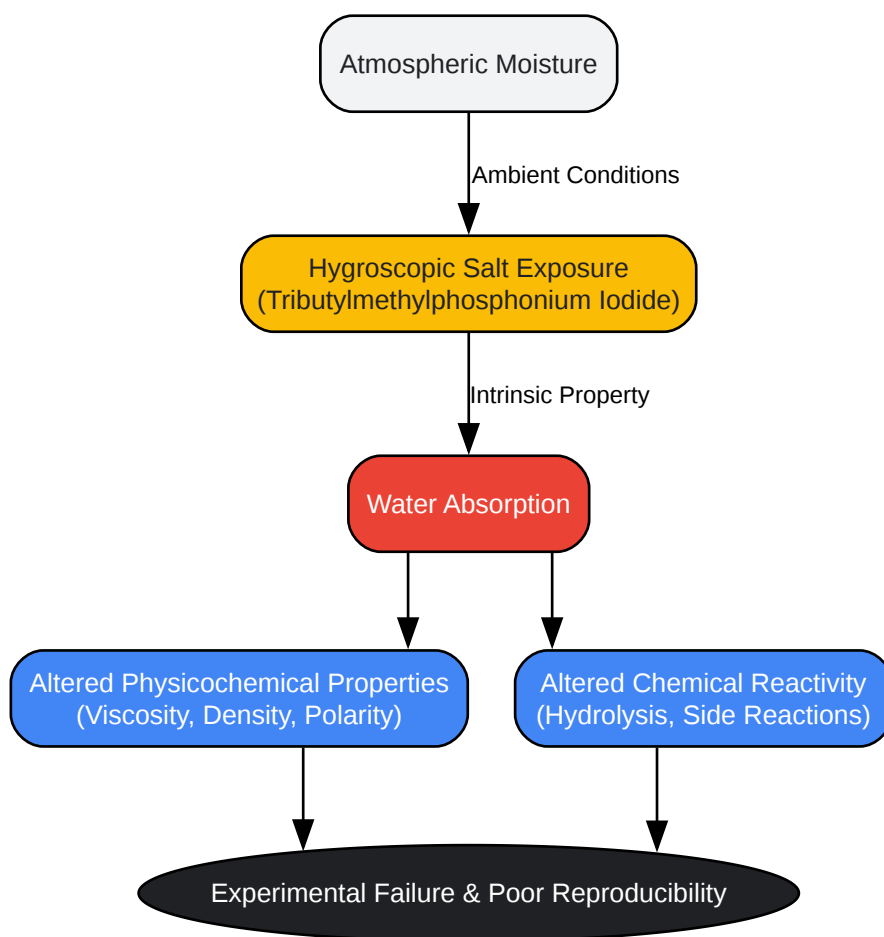 Atmospheric Moisture
Ambient Conditions
Hygroscopic Salt Exposure
(Tributylmethylphosphonium Iodide)
Intrinsic Property
Water Absorption
Altered Physicochemical Properties
(Viscosity, Density, Polarity)
Altered Chemical Reactivity
(Hydrolysis, Side Reactions)
Experimental Failure & Poor Reproducibility